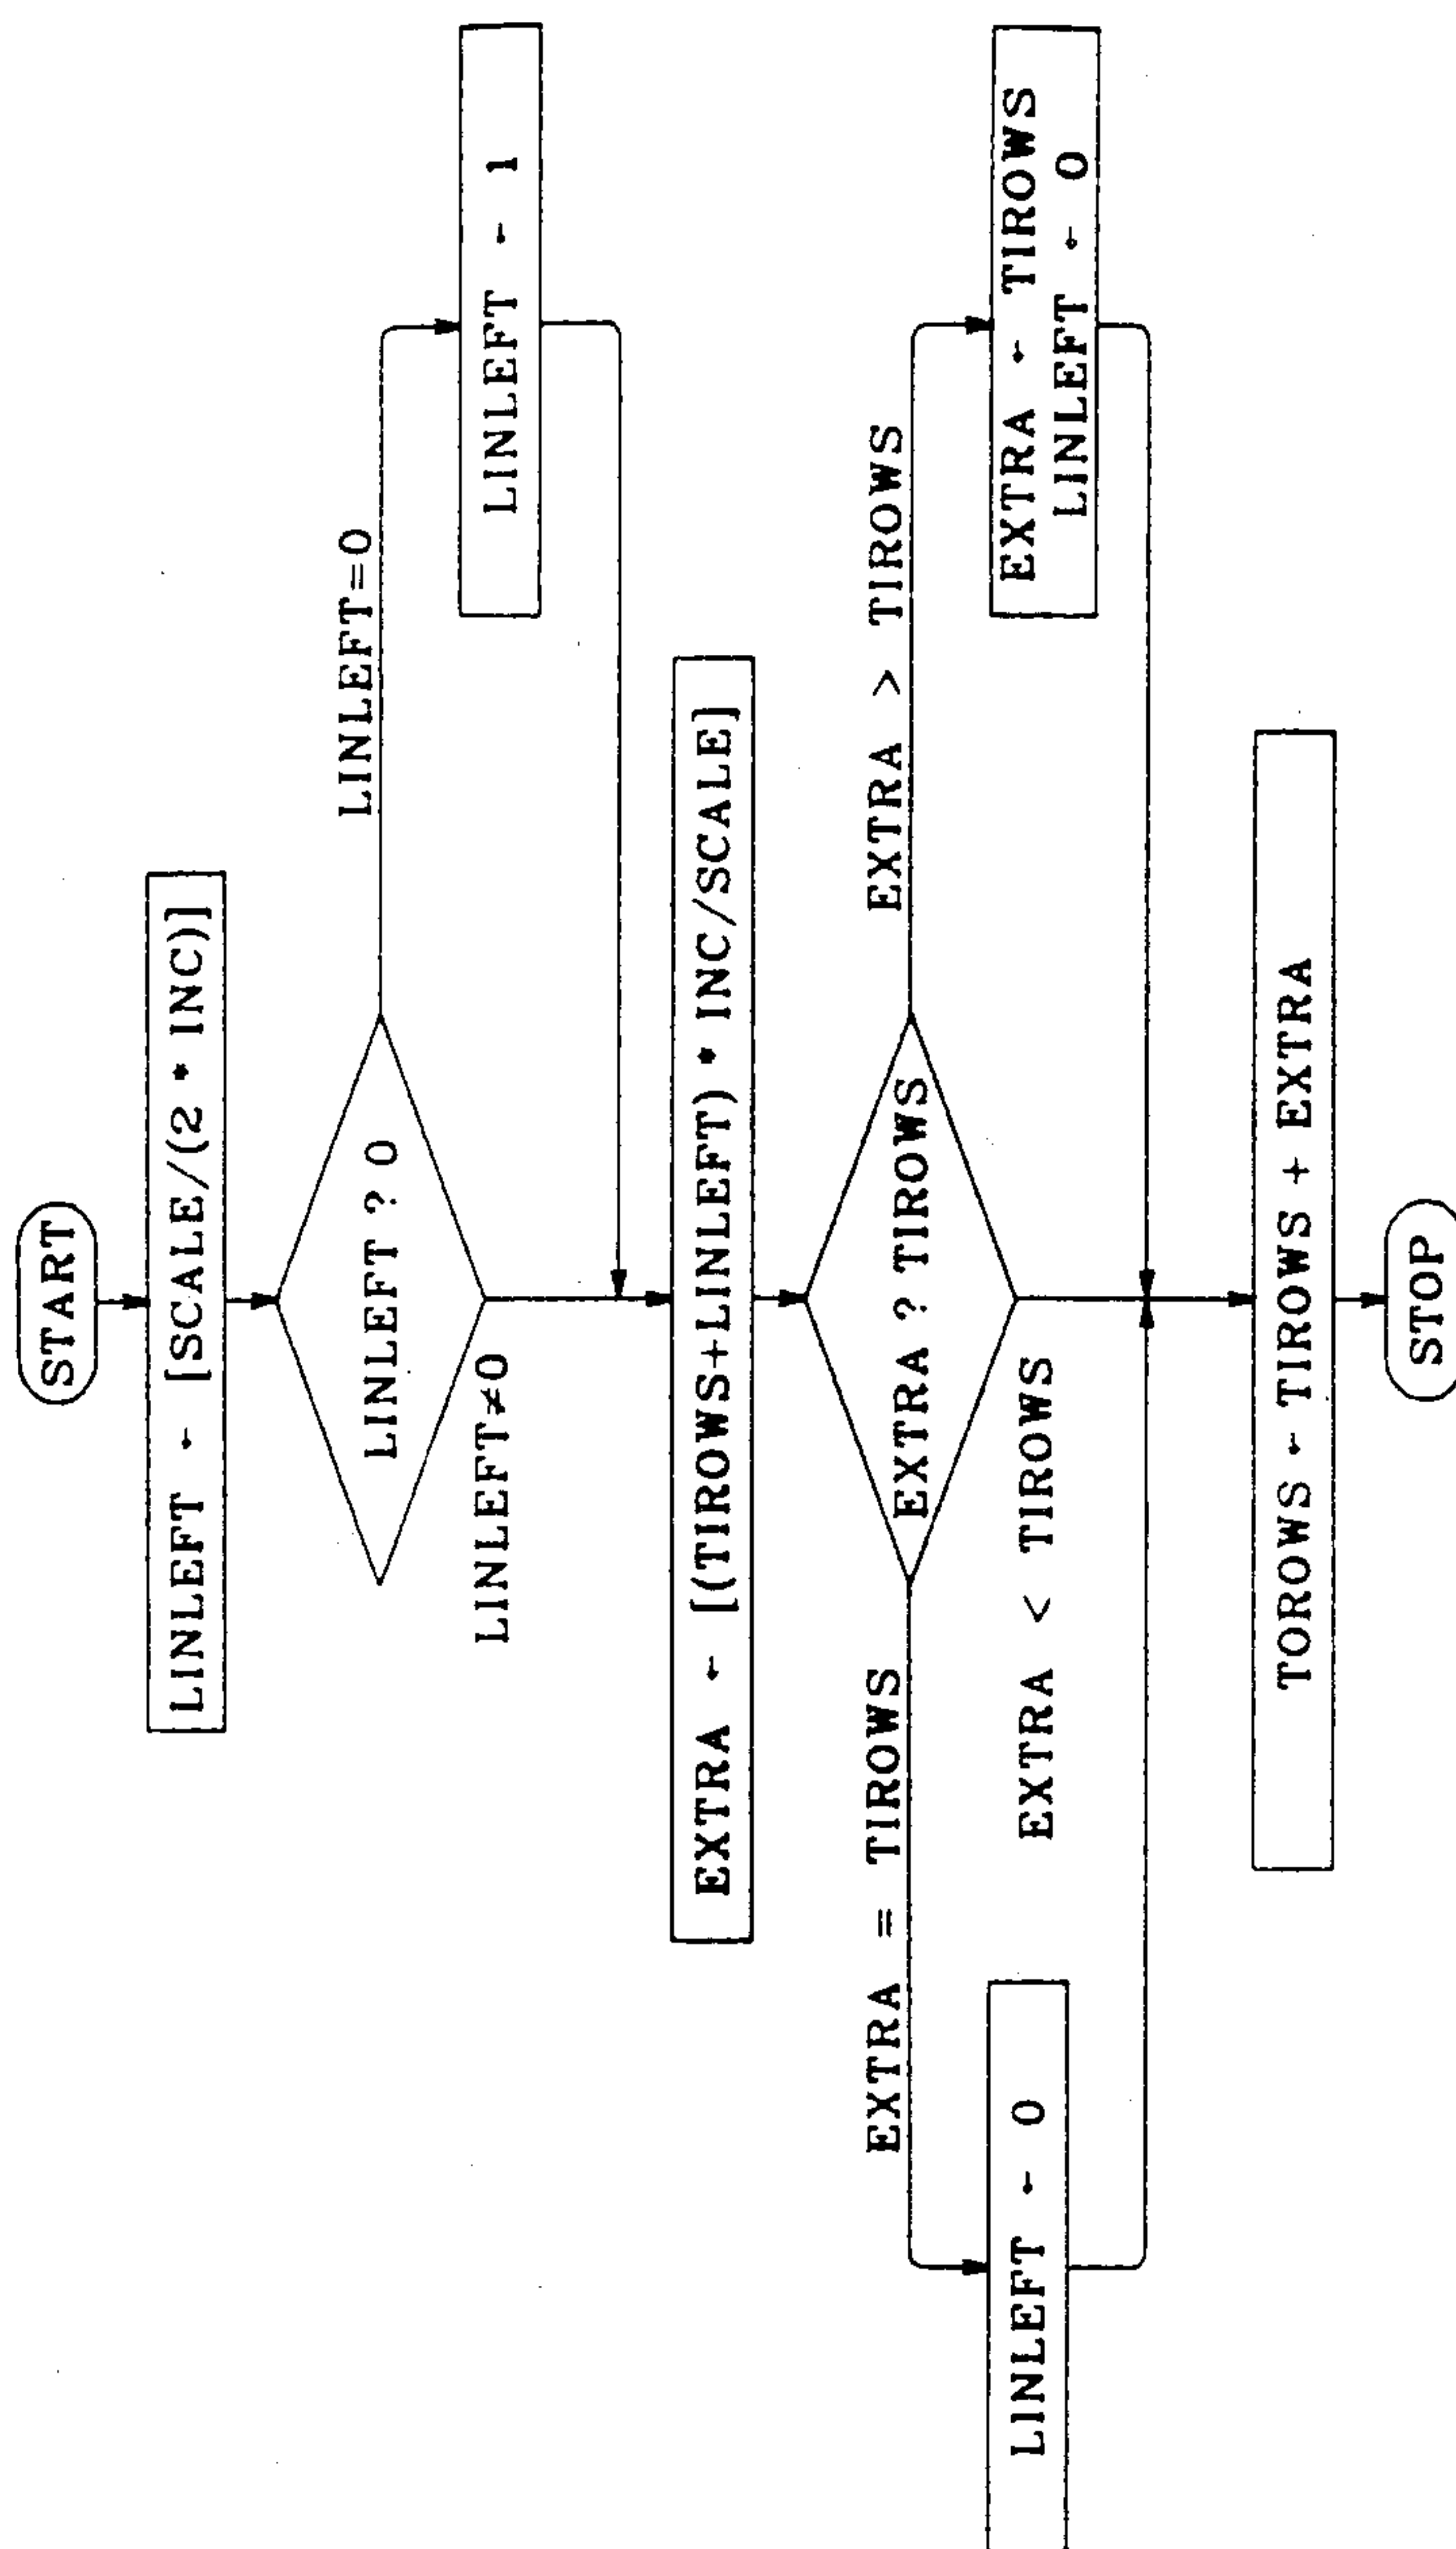 START
LINLEFT ← [SCALE/(2 * INC)]
LINLEFT ? 0
LINLEFT=0
LINLEFT≠0
LINLEFT ← 1
EXTRA ← [(TIROWS+LINLEFT) * INC/SCALE]
EXTRA ? TIROWS
EXTRA = TIROWS
EXTRA > TIROWS
EXTRA < TIROWS
LINLEFT ← 0
EXTRA ← TIROWS
LINLEFT ← 0
TOROWS ← TIROWS + EXTRA
STOP